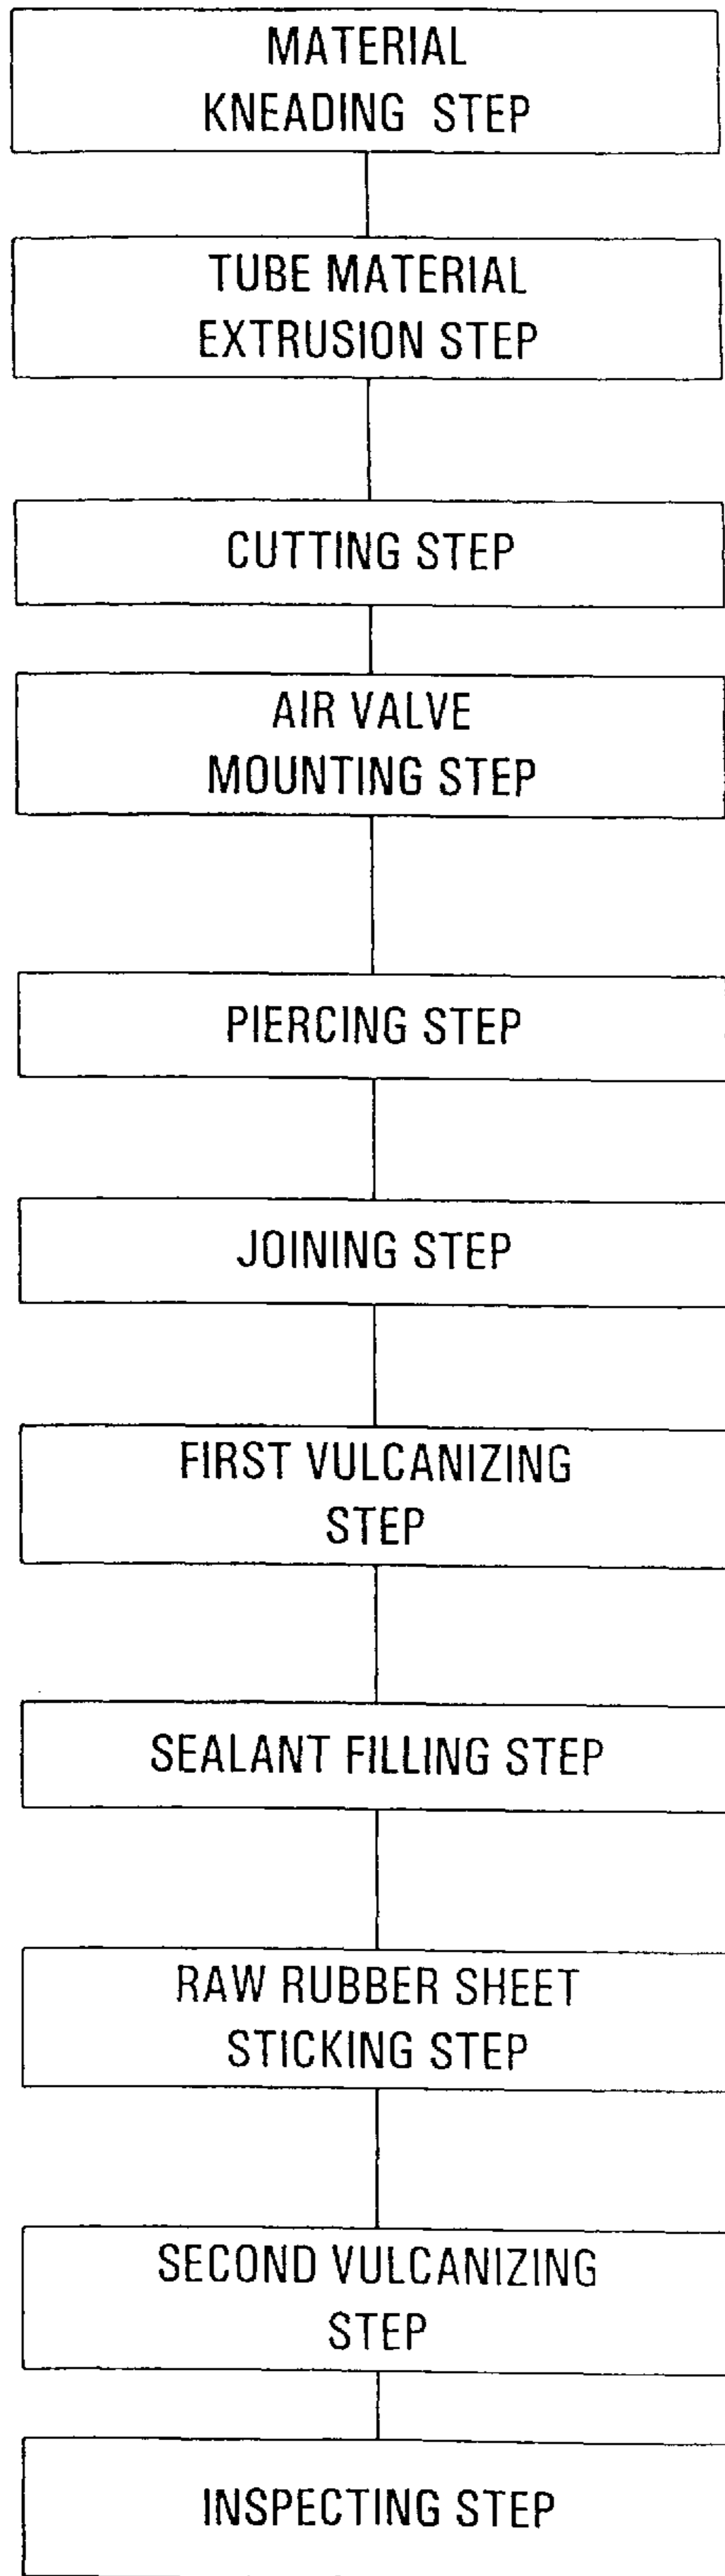 MATERIAL
KNEADING STEP
TUBE MATERIAL
EXTRUSION STEP
CUTTING STEP
AIR VALVE
MOUNTING STEP
PIERCING STEP
JOINING STEP
FIRST VULCANIZING
STEP
SEALANT FILLING STEP
RAW RUBBER SHEET
STICKING STEP
SECOND VULCANIZING
STEP
INSPECTING STEP